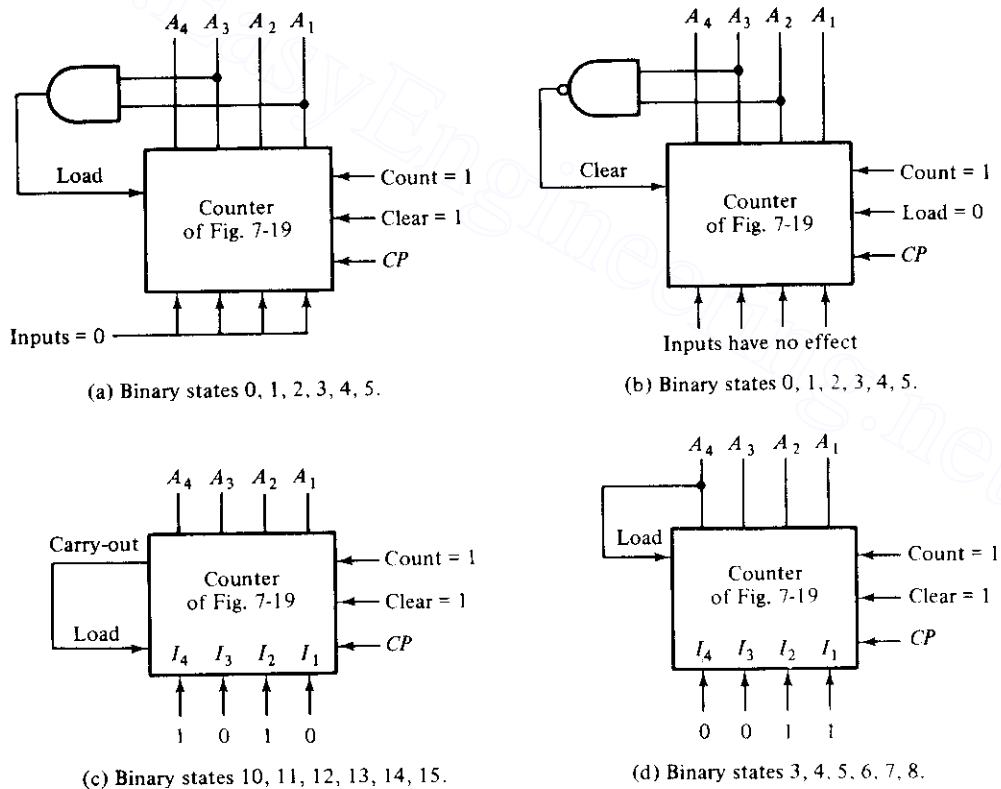 A4 A3 A2 A1
Load
Counter
of Fig. 7-19
Count = 1
Clear = 1
CP
Inputs = 0
(a) Binary states 0, 1, 2, 3, 4, 5.
A4 A3 A2 A1
Clear
Counter
of Fig. 7-19
Count = 1
Load = 0
CP
Inputs have no effect
(b) Binary states 0, 1, 2, 3, 4, 5.
A4 A3 A2 A1
Carry-out
Load
Counter
of Fig. 7-19
Count = 1
Clear = 1
CP
I4 I3 I2 I1
1 0 1 0
(c) Binary states 10, 11, 12, 13, 14, 15.
A4 A3 A2 A1
Load
Counter
of Fig. 7-19
Count = 1
Clear = 1
CP
I4 I3 I2 I1
0 0 1 1
(d) Binary states 3, 4, 5, 6, 7, 8.